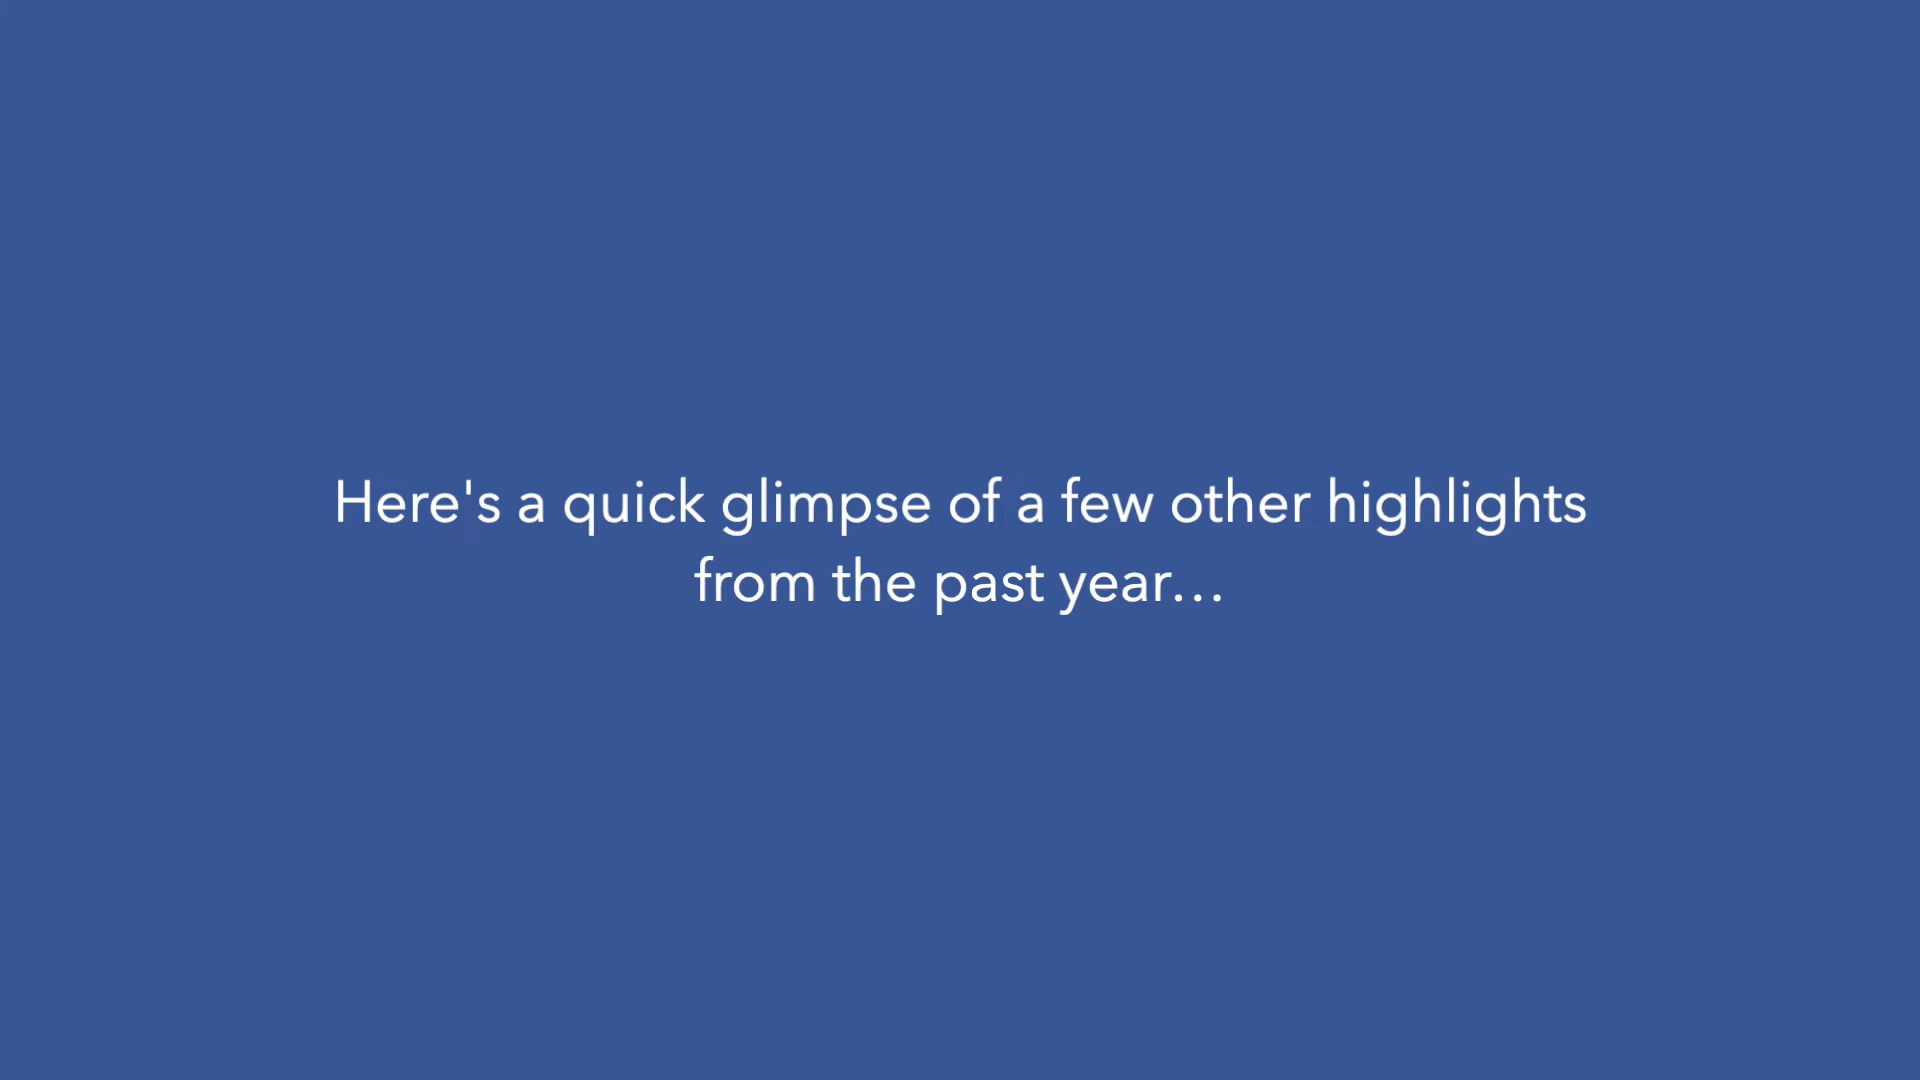 Here's a quick glimpse of a few other highlights
from the past year…